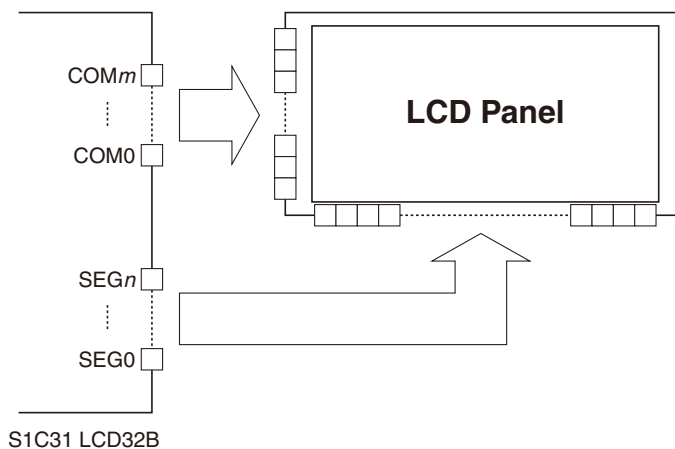 COMm
COM0
LCD Panel
SEGn
SEG0
S1C31 LCD32B